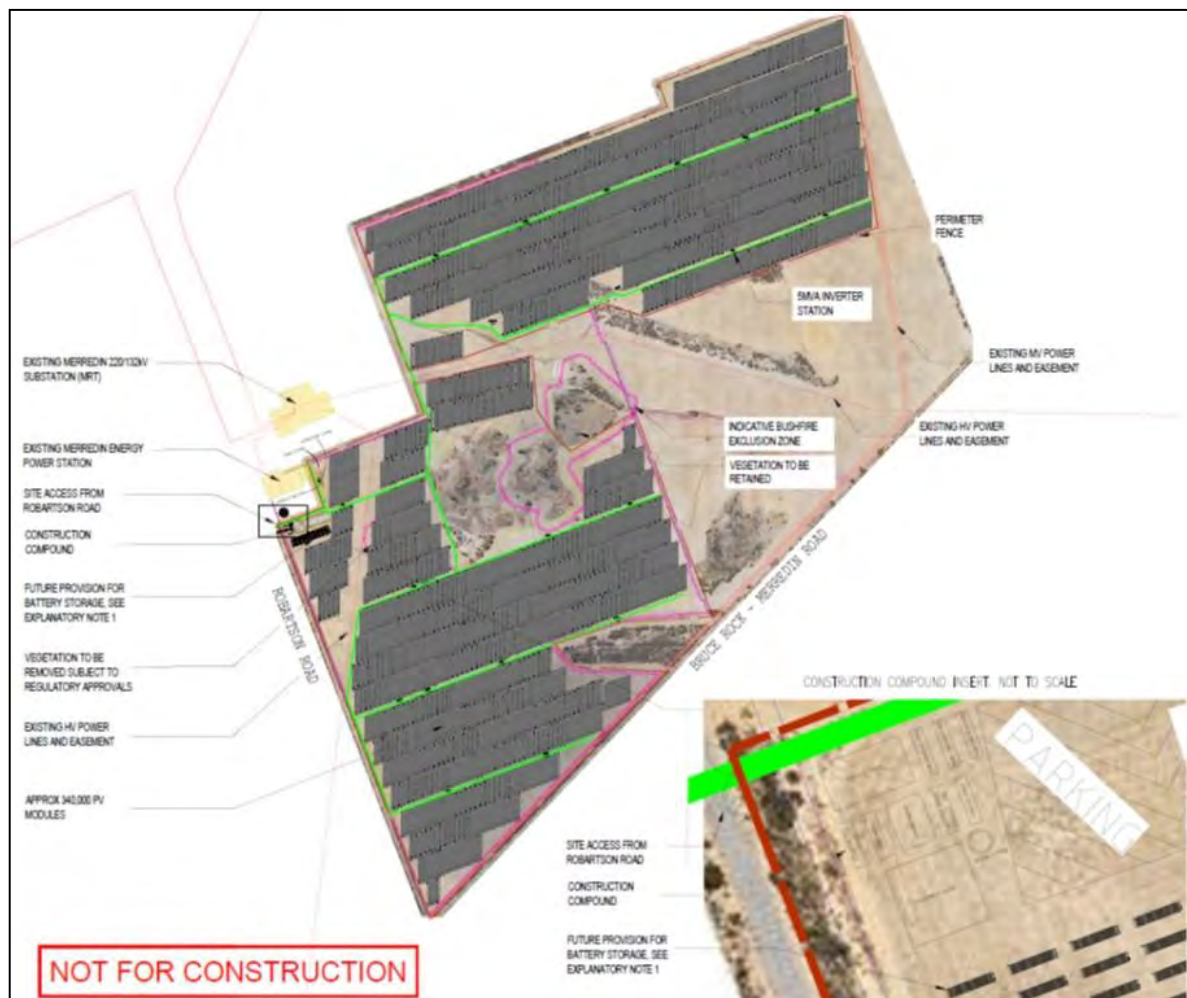 PERIMETER
FENCE
5MVA INVERTER
STATION
EXISTING MV POWER
LINES AND EASEMENT
EXISTING HV POWER
LINES AND EASEMENT
INDICATIVE BUSHFIRE
EXCLUSION ZONE
VEGETATION TO BE
RETAINED
EXISTING MERREDIN 220/132kV
SUBSTATION (MRT)
EXISTING MERREDIN ENERGY
POWER STATION
SITE ACCESS FROM
ROBARTSON ROAD
CONSTRUCTION
COMPOUND
FUTURE PROVISION FOR
BATTERY STORAGE, SEE
EXPLANATORY NOTE 1
VEGETATION TO BE
REMOVED SUBJECT TO
REGULATORY APPROVALS
EXISTING HV POWER
LINES AND EASEMENT
APPROX 340,000 PV
MODULES
ROBARTSON ROAD
BRUCE ROCK - MERREDIN ROAD
CONSTRUCTION COMPOUND INSERT. NOT TO SCALE
PARKING
SITE ACCESS FROM
ROBARTSON ROAD
CONSTRUCTION
COMPOUND
FUTURE PROVISION FOR
BATTERY STORAGE, SEE
EXPLANATORY NOTE 1
NOT FOR CONSTRUCTION